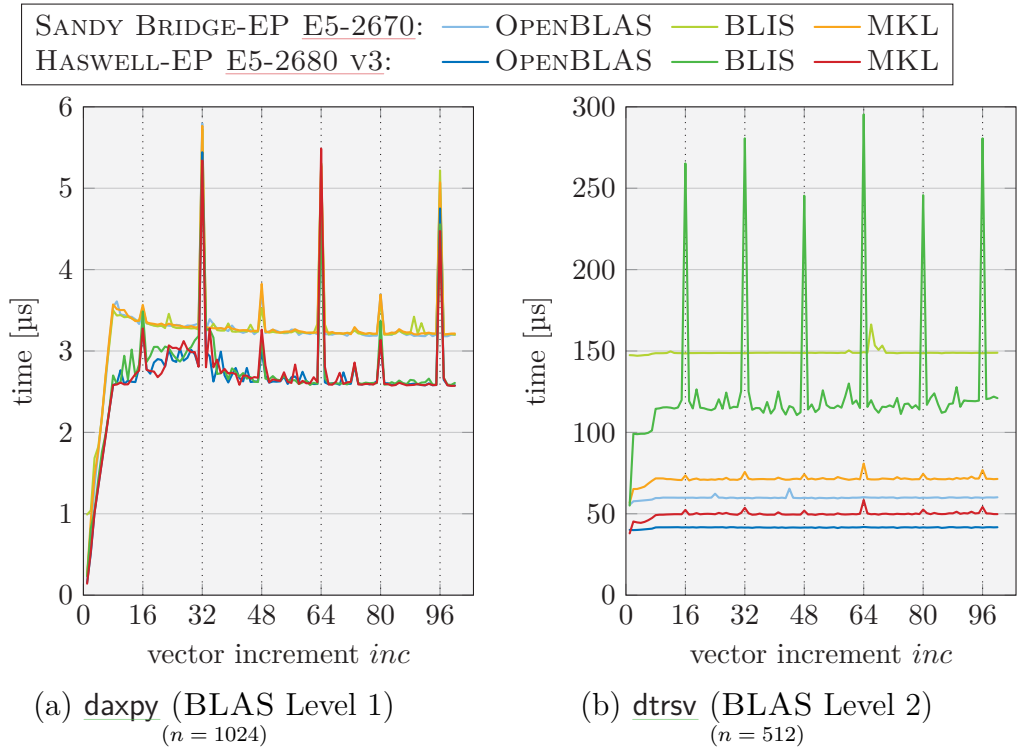 SANDY BRIDGE-EP E5-2670: OPENBLAS BLIS MKL
HASWELL-EP E5-2680 V3: OPENBLAS BLIS MKL
6
5
4
3
2
1
0
time [µs]
0 16 32 48 64 80 96
vector increment inc
(a) daxpy (BLAS Level 1)
(n = 1024)
300
250
200
150
100
50
0
time [µs]
0 16 32 48 64 80 96
vector increment inc
(b) dtrsv (BLAS Level 2)
(n = 512)